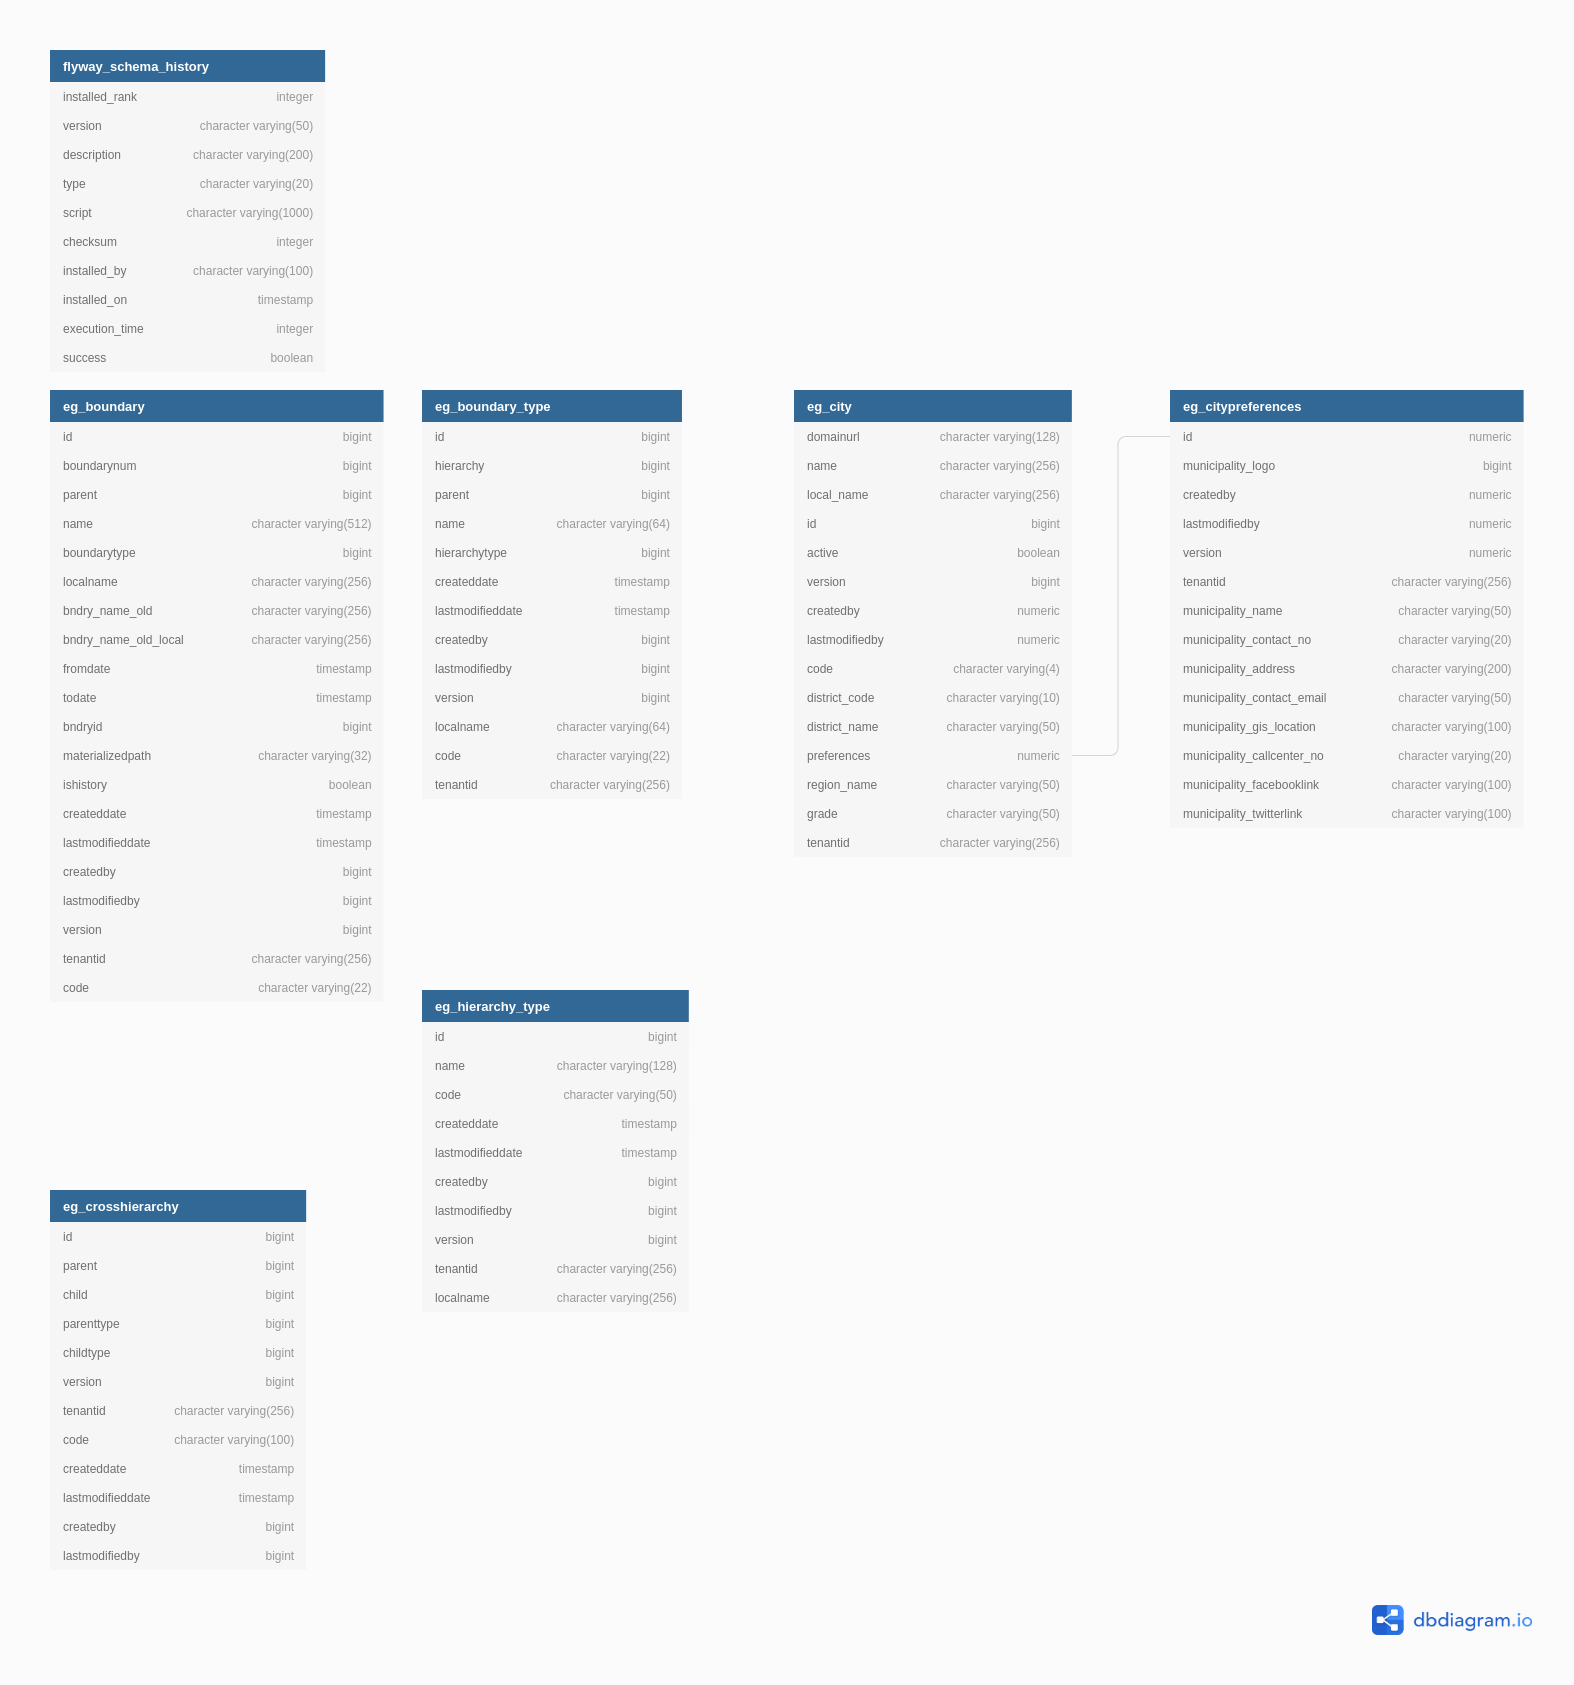 flyway_schema_history
installed_rank integer
version character varying(50)
description character varying(200)
type character varying(20)
script character varying(1000)
checksum integer
installed_by character varying(100)
installed_on timestamp
execution_time integer
success boolean
eg_boundary
id bigint
boundarynum bigint
parent bigint
name character varying(512)
boundarytype bigint
localname character varying(256)
bndry_name_old character varying(256)
bndry_name_old_local character varying(256)
fromdate timestamp
todate timestamp
bndryid bigint
materializedpath character varying(32)
ishistory boolean
createddate timestamp
lastmodifieddate timestamp
createdby bigint
lastmodifiedby bigint
version bigint
tenantid character varying(256)
code character varying(22)
eg_boundary_type
id bigint
hierarchy bigint
parent bigint
name character varying(64)
hierarchytype bigint
createddate timestamp
lastmodifieddate timestamp
createdby bigint
lastmodifiedby bigint
version bigint
localname character varying(64)
code character varying(22)
tenantid character varying(256)
eg_city
domainurl character varying(128)
name character varying(256)
local_name character varying(256)
id bigint
active boolean
version bigint
createdby numeric
lastmodifiedby numeric
code character varying(4)
district_code character varying(10)
district_name character varying(50)
preferences numeric
region_name character varying(50)
grade character varying(50)
tenantid character varying(256)
eg_citypreferences
id numeric
municipality_logo bigint
createdby numeric
lastmodifiedby numeric
version numeric
tenantid character varying(256)
municipality_name character varying(50)
municipality_contact_no character varying(20)
municipality_address character varying(200)
municipality_contact_email character varying(50)
municipality_gis_location character varying(100)
municipality_callcenter_no character varying(20)
municipality_facebooklink character varying(100)
municipality_twitterlink character varying(100)
eg_hierarchy_type
id bigint
name character varying(128)
code character varying(50)
createddate timestamp
lastmodifieddate timestamp
createdby bigint
lastmodifiedby bigint
version bigint
tenantid character varying(256)
localname character varying(256)
eg_crosshierarchy
id bigint
parent bigint
child bigint
parenttype bigint
childtype bigint
version bigint
tenantid character varying(256)
code character varying(100)
createddate timestamp
lastmodifieddate timestamp
createdby bigint
lastmodifiedby bigint
dbdiagram.io